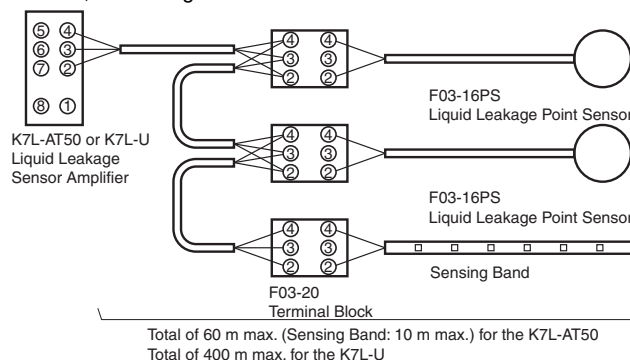 ⑤ ④
⑥ ③
⑦ ②
⑧ ①
K7L-AT50 or K7L-U
Liquid Leakage
Sensor Amplifier
④ ④
③ ③
② ②
F03-16PS
Liquid Leakage Point Sensor
④ ④
③ ③
② ②
F03-16PS
Liquid Leakage Point Sensor
④ ④
③ ③
② ②
Sensing Band
F03-20
Terminal Block
Total of 60 m max. (Sensing Band: 10 m max.) for the K7L-AT50
Total of 400 m max. for the K7L-U